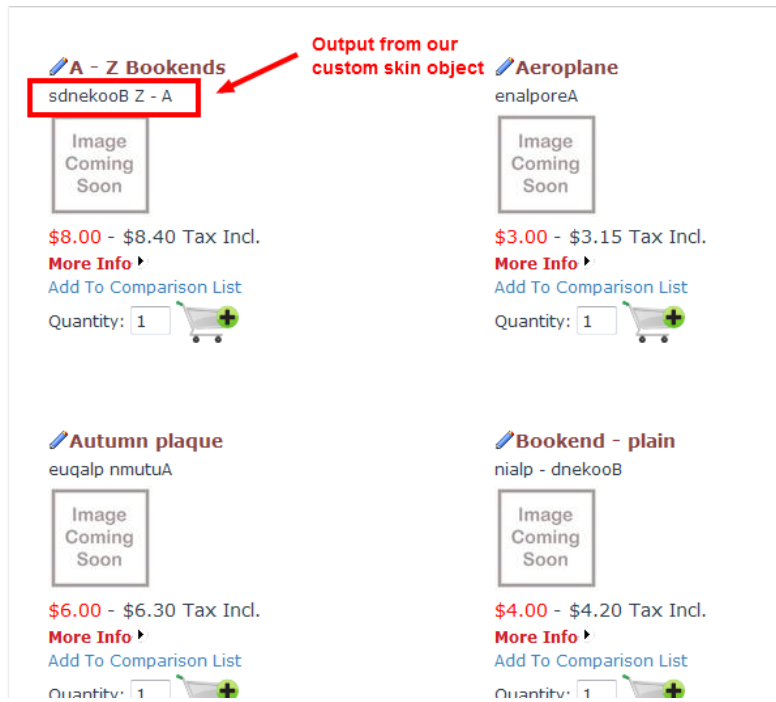 Output from our
custom skin object
A - Z Bookends
sdnekooB Z - A
Image
Coming
Soon
$8.00 - $8.40 Tax Incl.
More Info
Add To Comparison List
Quantity: 1
Aeroplane
enalporeA
Image
Coming
Soon
$3.00 - $3.15 Tax Incl.
More Info
Add To Comparison List
Quantity: 1
Autumn plaque
euqalp nmutuA
Image
Coming
Soon
$6.00 - $6.30 Tax Incl.
More Info
Add To Comparison List
Quantity: 1
Bookend - plain
nialp - dnekooB
Image
Coming
Soon
$4.00 - $4.20 Tax Incl.
More Info
Add To Comparison List
Quantity: 1